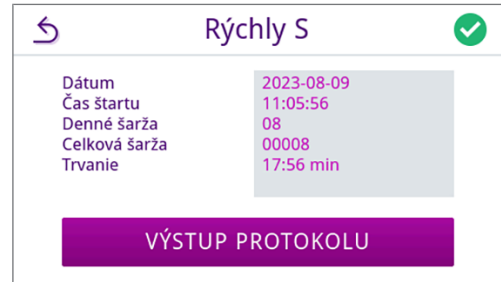 Rýchly S
Dátum 2023-08-09
Čas štartu 11:05:56
Denné šarža 08
Celková šarža 00008
Trvanie 17:56 min
VÝSTUP PROTOKOLU